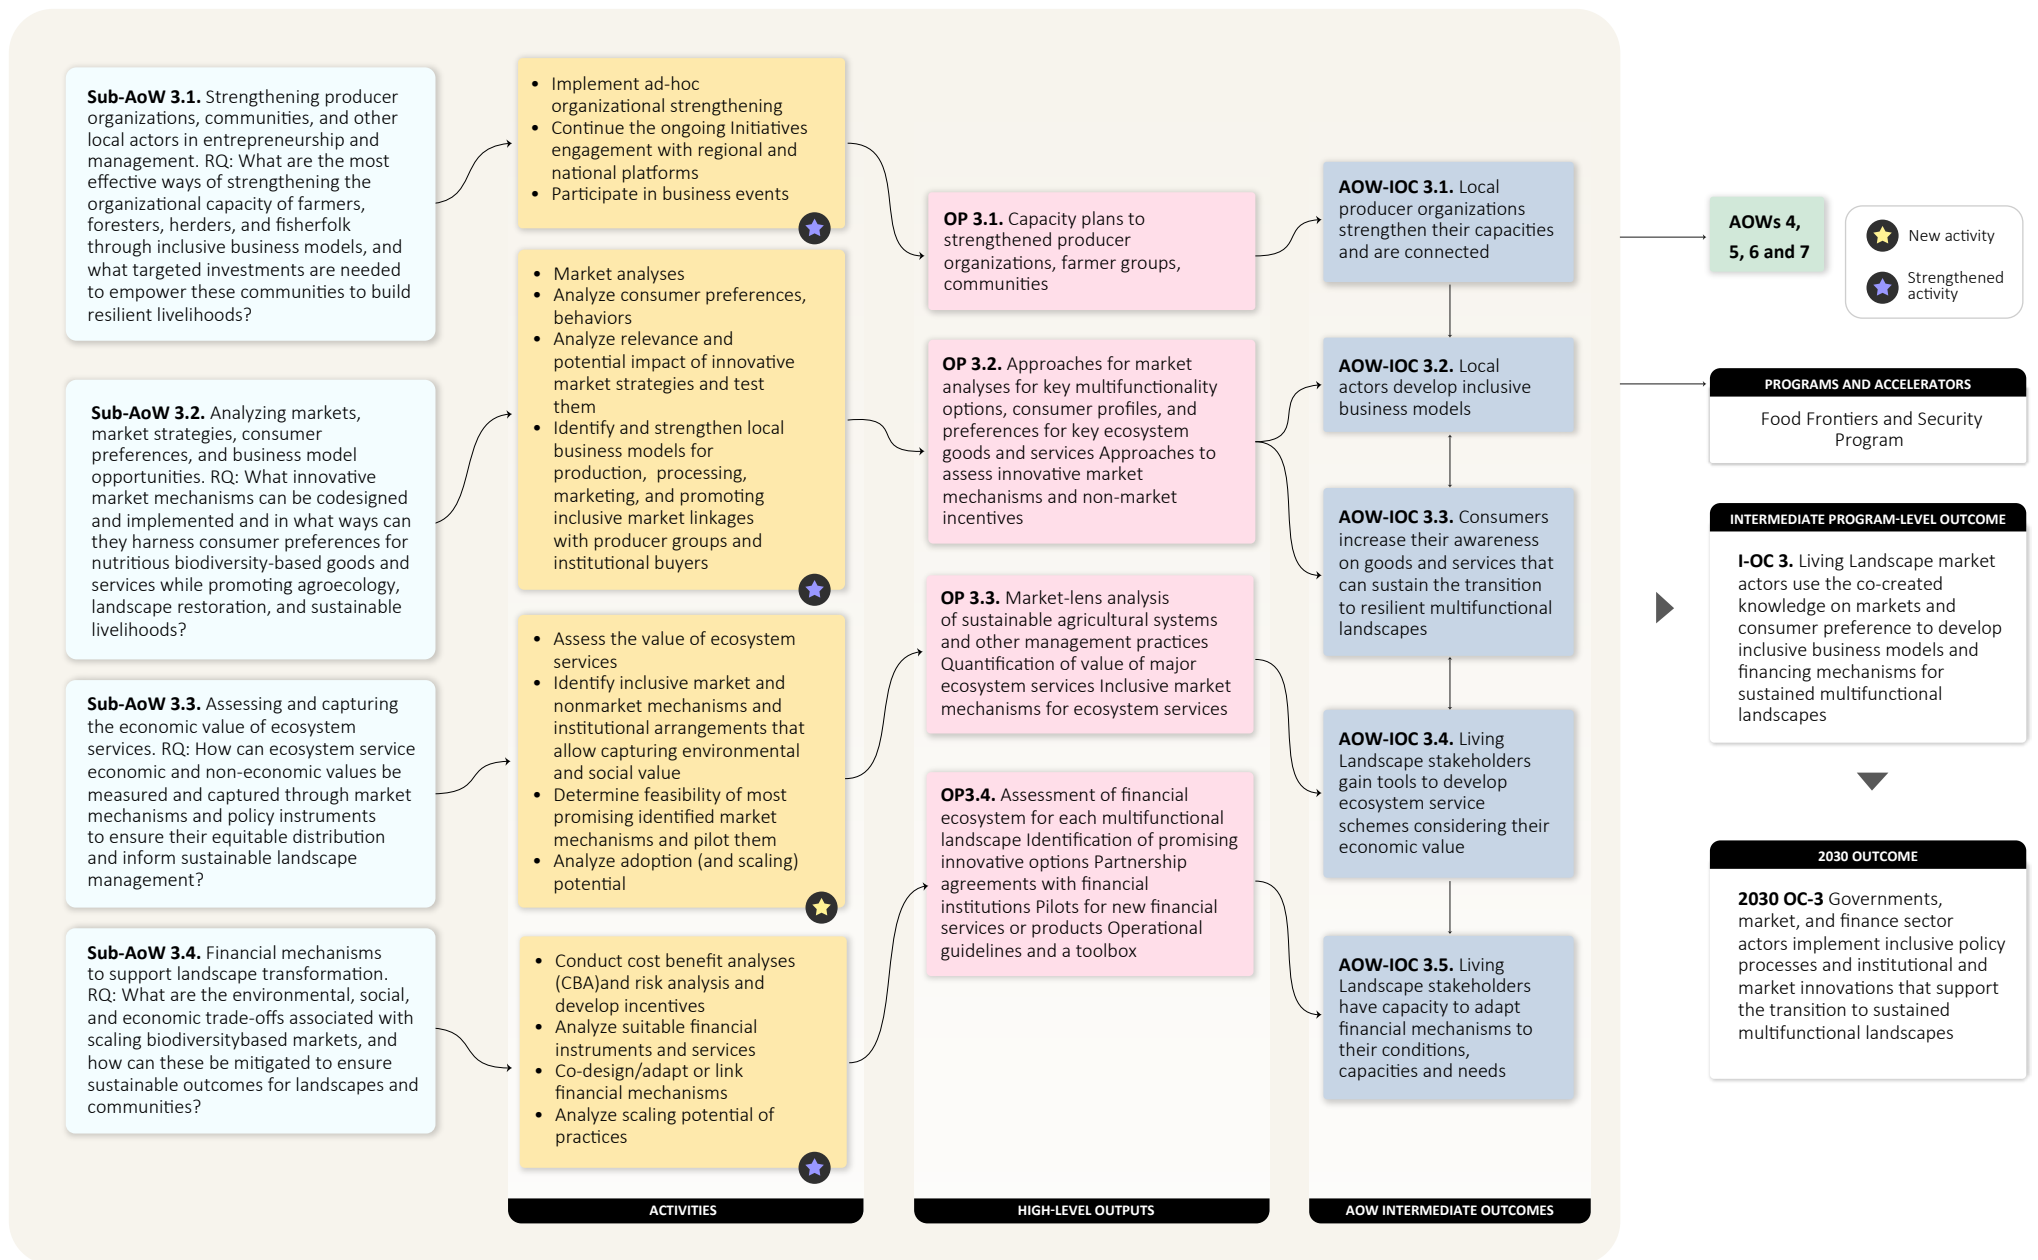 Sub-AoW 3.1. Strengthening producer
organizations, communities, and other
local actors in entrepreneurship and
management. RQ: What are the most
effective ways of strengthening the
organizational capacity of farmers,
foresters, herders, and fisherfolk
through inclusive business models, and
what targeted investments are needed
to empower these communities to build
resilient livelihoods?
Sub-AoW 3.2. Analyzing markets,
market strategies, consumer
preferences, and business model
opportunities. RQ: What innovative
market mechanisms can be codesigned
and implemented and in what ways can
they harness consumer preferences for
nutritious biodiversity-based goods and
services while promoting agroecology,
landscape restoration, and sustainable
livelihoods?
Sub-AoW 3.3. Assessing and capturing
the economic value of ecosystem
services. RQ: How can ecosystem service
economic and non-economic values be
measured and captured through market
mechanisms and policy instruments
to ensure their equitable distribution
and inform sustainable landscape
management?
Sub-AoW 3.4. Financial mechanisms
to support landscape transformation.
RQ: What are the environmental, social,
and economic trade-offs associated with
scaling biodiversitybased markets, and
how can these be mitigated to ensure
sustainable outcomes for landscapes and
communities?
• Implement ad-hoc
organizational strengthening
• Continue the ongoing Initiatives
engagement with regional and
national platforms
• Participate in business events
• Market analyses
• Analyze consumer preferences,
behaviors
• Analyze relevance and
potential impact of innovative
market strategies and test
them
• Identify and strengthen local
business models for
production, processing,
marketing, and promoting
inclusive market linkages
with producer groups and
institutional buyers
• Assess the value of ecosystem
services
• Identify inclusive market and
nonmarket mechanisms and
institutional arrangements that
allow capturing environmental
and social value
• Determine feasibility of most
promising identified market
mechanisms and pilot them
• Analyze adoption (and scaling)
potential
• Conduct cost benefit analyses
(CBA)and risk analysis and
develop incentives
• Analyze suitable financial
instruments and services
• Co-design/adapt or link
financial mechanisms
• Analyze scaling potential of
practices
ACTIVITIES
OP 3.1. Capacity plans to
strengthened producer
organizations, farmer groups,
communities
OP 3.2. Approaches for market
analyses for key multifunctionality
options, consumer profiles, and
preferences for key ecosystem
goods and services Approaches to
assess innovative market
mechanisms and non-market
incentives
OP 3.3. Market-lens analysis
of sustainable agricultural systems
and other management practices
Quantification of value of major
ecosystem services Inclusive market
mechanisms for ecosystem services
OP3.4. Assessment of financial
ecosystem for each multifunctional
landscape Identification of promising
innovative options Partnership
agreements with financial
institutions Pilots for new financial
services or products Operational
guidelines and a toolbox
HIGH-LEVEL OUTPUTS
AOW-IOC 3.1. Local
producer organizations
strengthen their capacities
and are connected
AOW-IOC 3.2. Local
actors develop inclusive
business models
AOW-IOC 3.3. Consumers
increase their awareness
on goods and services that
can sustain the transition
to resilient multifunctional
landscapes
AOW-IOC 3.4. Living
Landscape stakeholders
gain tools to develop
ecosystem service
schemes considering their
economic value
AOW-IOC 3.5. Living
Landscape stakeholders
have capacity to adapt
financial mechanisms to
their conditions,
capacities and needs
AOW INTERMEDIATE OUTCOMES
AOWs 4,
5, 6 and 7
New activity
Strengthened
activity
PROGRAMS AND ACCELERATORS
Food Frontiers and Security
Program
INTERMEDIATE PROGRAM-LEVEL OUTCOME
I-OC 3. Living Landscape market
actors use the co-created
knowledge on markets and
consumer preference to develop
inclusive business models and
financing mechanisms for
sustained multifunctional
landscapes
2030 OUTCOME
2030 OC-3 Governments,
market, and finance sector
actors implement inclusive policy
processes and institutional and
market innovations that support
the transition to sustained
multifunctional landscapes